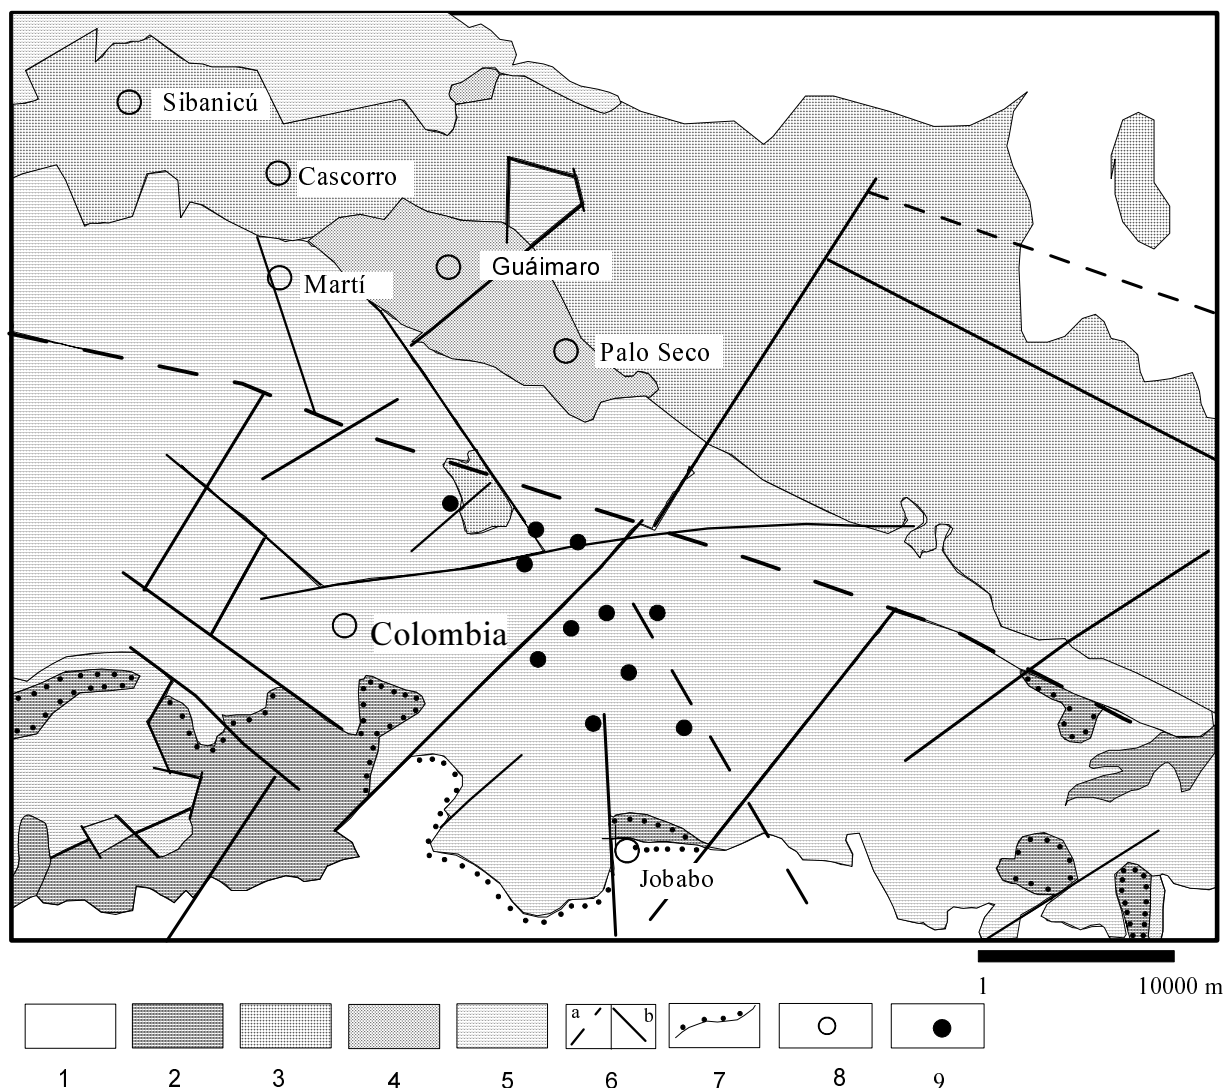 Sibanicú
Cascorro
Guáimaro
Martí
Palo Seco
Colombia
Jobabo
1 10000 m
a b
1 2 3 4 5 6 7 8 9